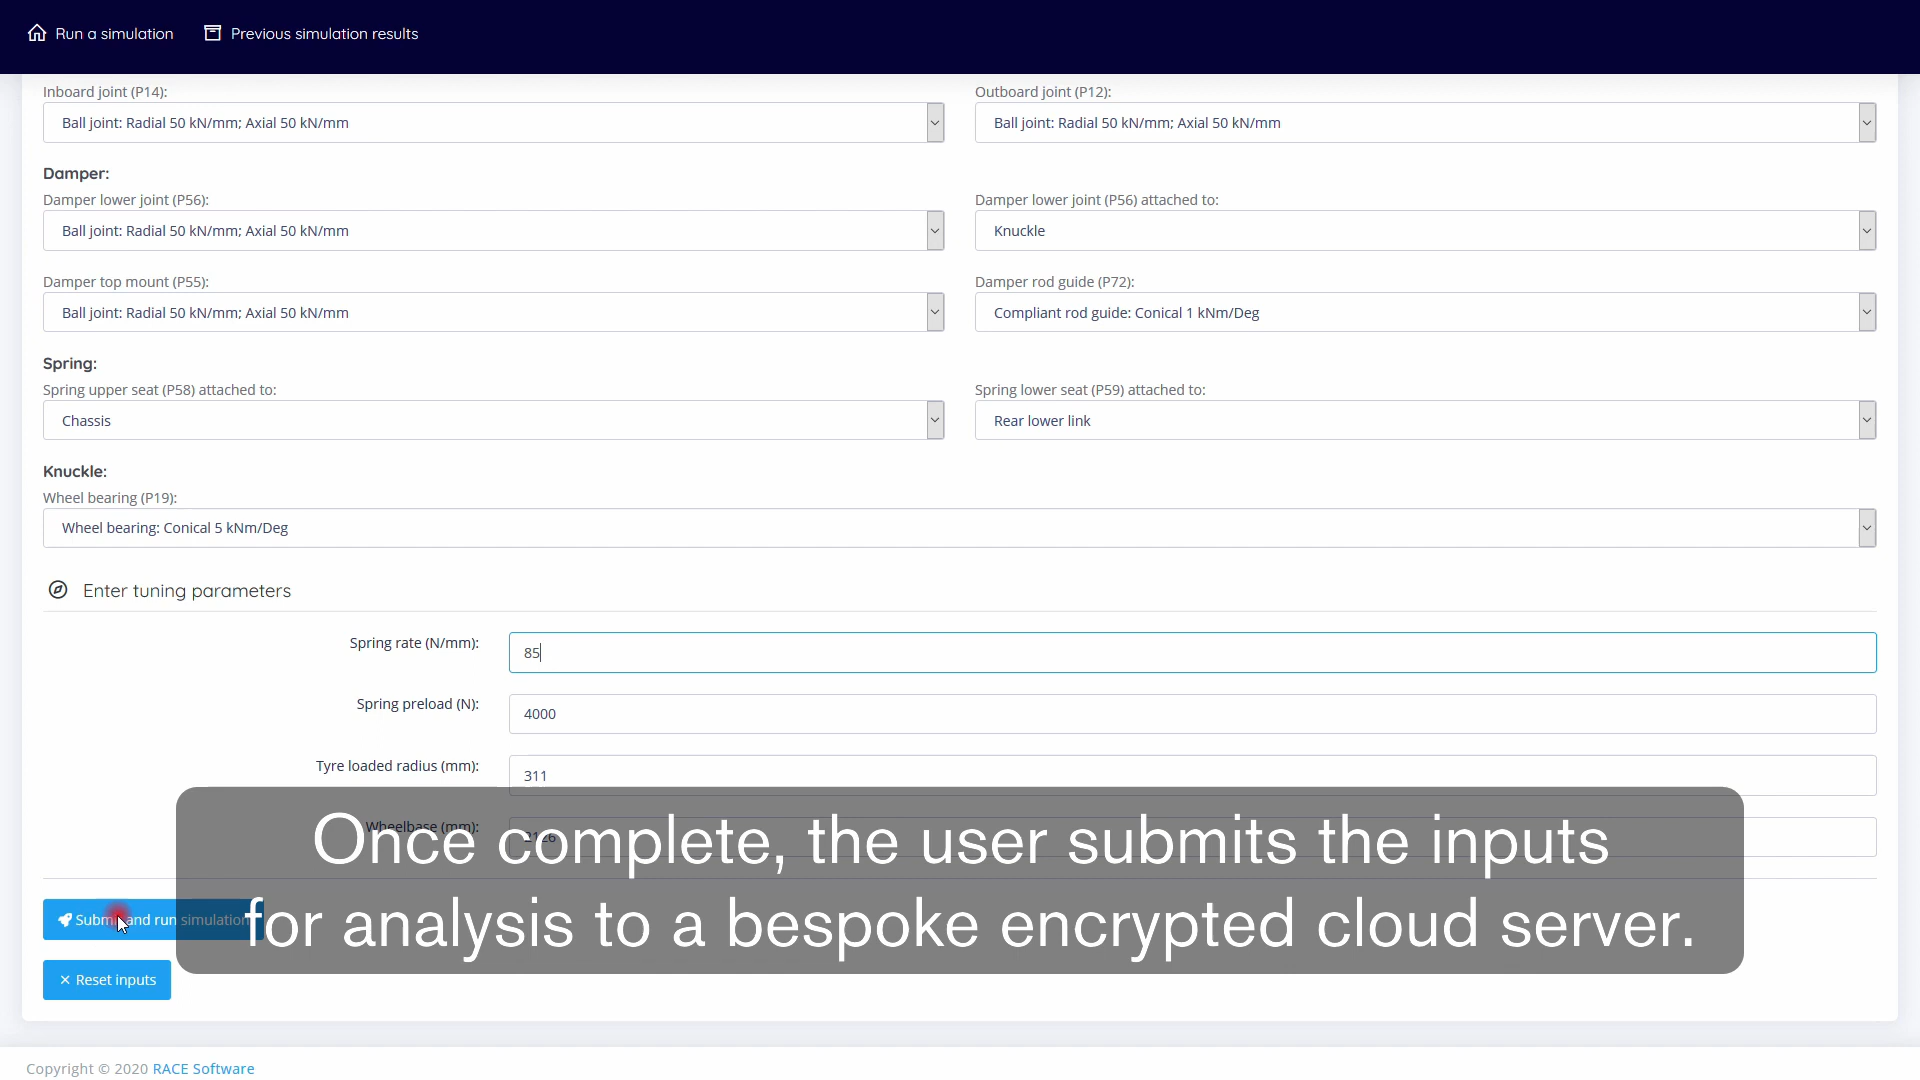 Run a simulation
Previous simulation results
Inboard joint (P14):
Outboard joint (P12):
Ball joint: Radial 50 kN/mm; Axial 50 kN/mm
Ball joint: Radial 50 kN/mm; Axial 50 kN/mm
Damper:
Damper lower joint (P56):
Damper lower joint (P56) attached to:
Ball joint: Radial 50 kN/mm; Axial 50 kN/mm
Knuckle
Damper top mount (P55):
Damper rod guide (P72):
Ball joint: Radial 50 kN/mm; Axial 50 kN/mm
Compliant rod guide: Conical 1 kNm/Deg
Spring:
Spring upper seat (P58) attached to:
Spring lower seat (P59) attached to:
Chassis
Rear lower link
Knuckle:
Wheel bearing (P19):
Wheel bearing: Conical 5 kNm/Deg
Enter tuning parameters
Spring rate (N/mm):
85
Spring preload (N):
4000
Tyre loaded radius (mm):
311
Wheelbase (mm):
Once complete, the user submits the inputs
for analysis to a bespoke encrypted cloud server.
Submit and run simulation
Reset inputs
Copyright © 2020 RACE Software